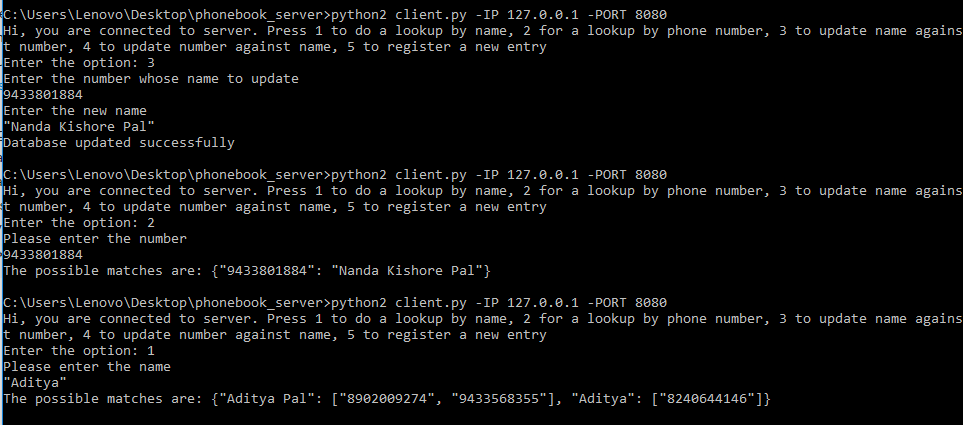 C:\Users\Lenovo\Desktop\phonebook_server>python2 client.py -IP 127.0.0.1 -PORT 8080
Hi, you are connected to server. Press 1 to do a lookup by name, 2 for a lookup by phone number, 3 to update name agains
t number, 4 to update number against name, 5 to register a new entry
Enter the option: 3
Enter the number whose name to update
9433801884
Enter the new name
"Nanda Kishore Pal"
Database updated successfully
C:\Users\Lenovo\Desktop\phonebook_server>python2 client.py -IP 127.0.0.1 -PORT 8080
Hi, you are connected to server. Press 1 to do a lookup by name, 2 for a lookup by phone number, 3 to update name agains
t number, 4 to update number against name, 5 to register a new entry
Enter the option: 2
Please enter the number
9433801884
The possible matches are: {"9433801884": "Nanda Kishore Pal"}
C:\Users\Lenovo\Desktop\phonebook_server>python2 client.py -IP 127.0.0.1 -PORT 8080
Hi, you are connected to server. Press 1 to do a lookup by name, 2 for a lookup by phone number, 3 to update name agains
t number, 4 to update number against name, 5 to register a new entry
Enter the option: 1
Please enter the name
"Aditya"
The possible matches are: {"Aditya Pal": ["8902009274", "9433568355"], "Aditya": ["8240644146"]}